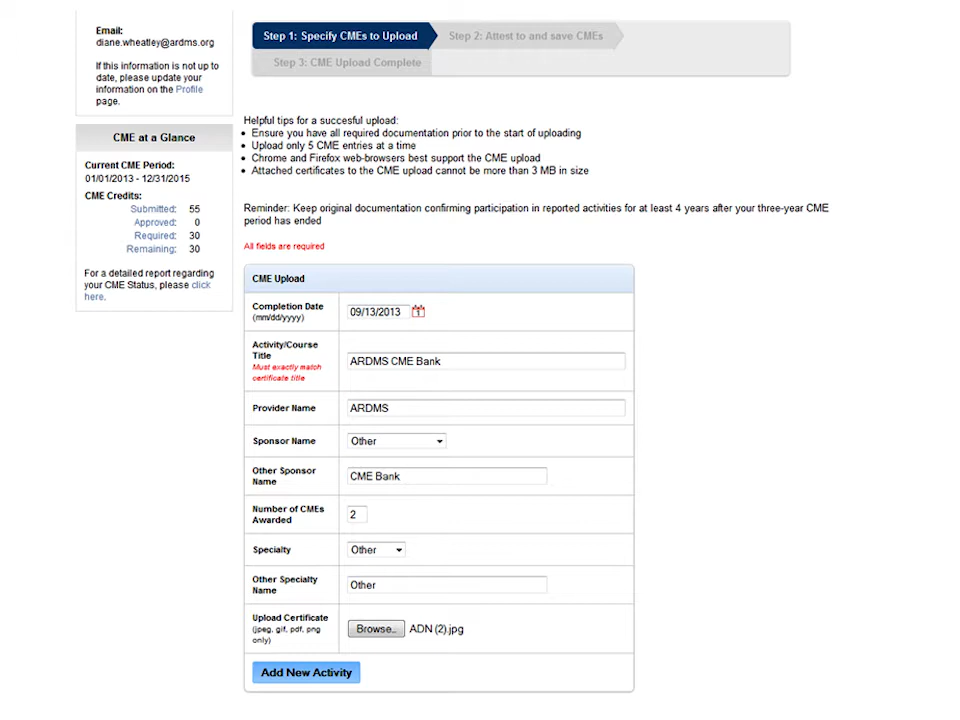 Email:
diane.wheatley@ardms.org
If this information is not up to
date, please update your
information on the Profile
page.
CME at a Glance
Current CME Period:
01/01/2013 - 12/31/2015
CME Credits:
Submitted: 55
Approved: 0
Required: 30
Remaining: 30
For a detailed report regarding
your CME Status, please click
here.
Step 1: Specify CMEs to Upload
Step 2: Attest to and save CMEs
Step 3: CME Upload Complete
Helpful tips for a succesful upload:
• Ensure you have all required documentation prior to the start of uploading
• Upload only 5 CME entries at a time
• Chrome and Firefox web-browsers best support the CME upload
• Attached certificates to the CME upload cannot be more than 3 MB in size
Reminder: Keep original documentation confirming participation in reported activities for at least 4 years after your three-year CME
period has ended
All fields are required
CME Upload
Completion Date
(mm/dd/yyyy)
09/13/2013
1
Activity/Course
Title
Must exactly match
certificate title
ARDMS CME Bank
Provider Name
ARDMS
Sponsor Name
Other
Other Sponsor
Name
CME Bank
Number of CMEs
Awarded
2
Specialty
Other
Other Specialty
Name
Other
Upload Certificate
(jpeg, gif, pdf, png
only)
Browse.. ADN (2).jpg
Add New Activity